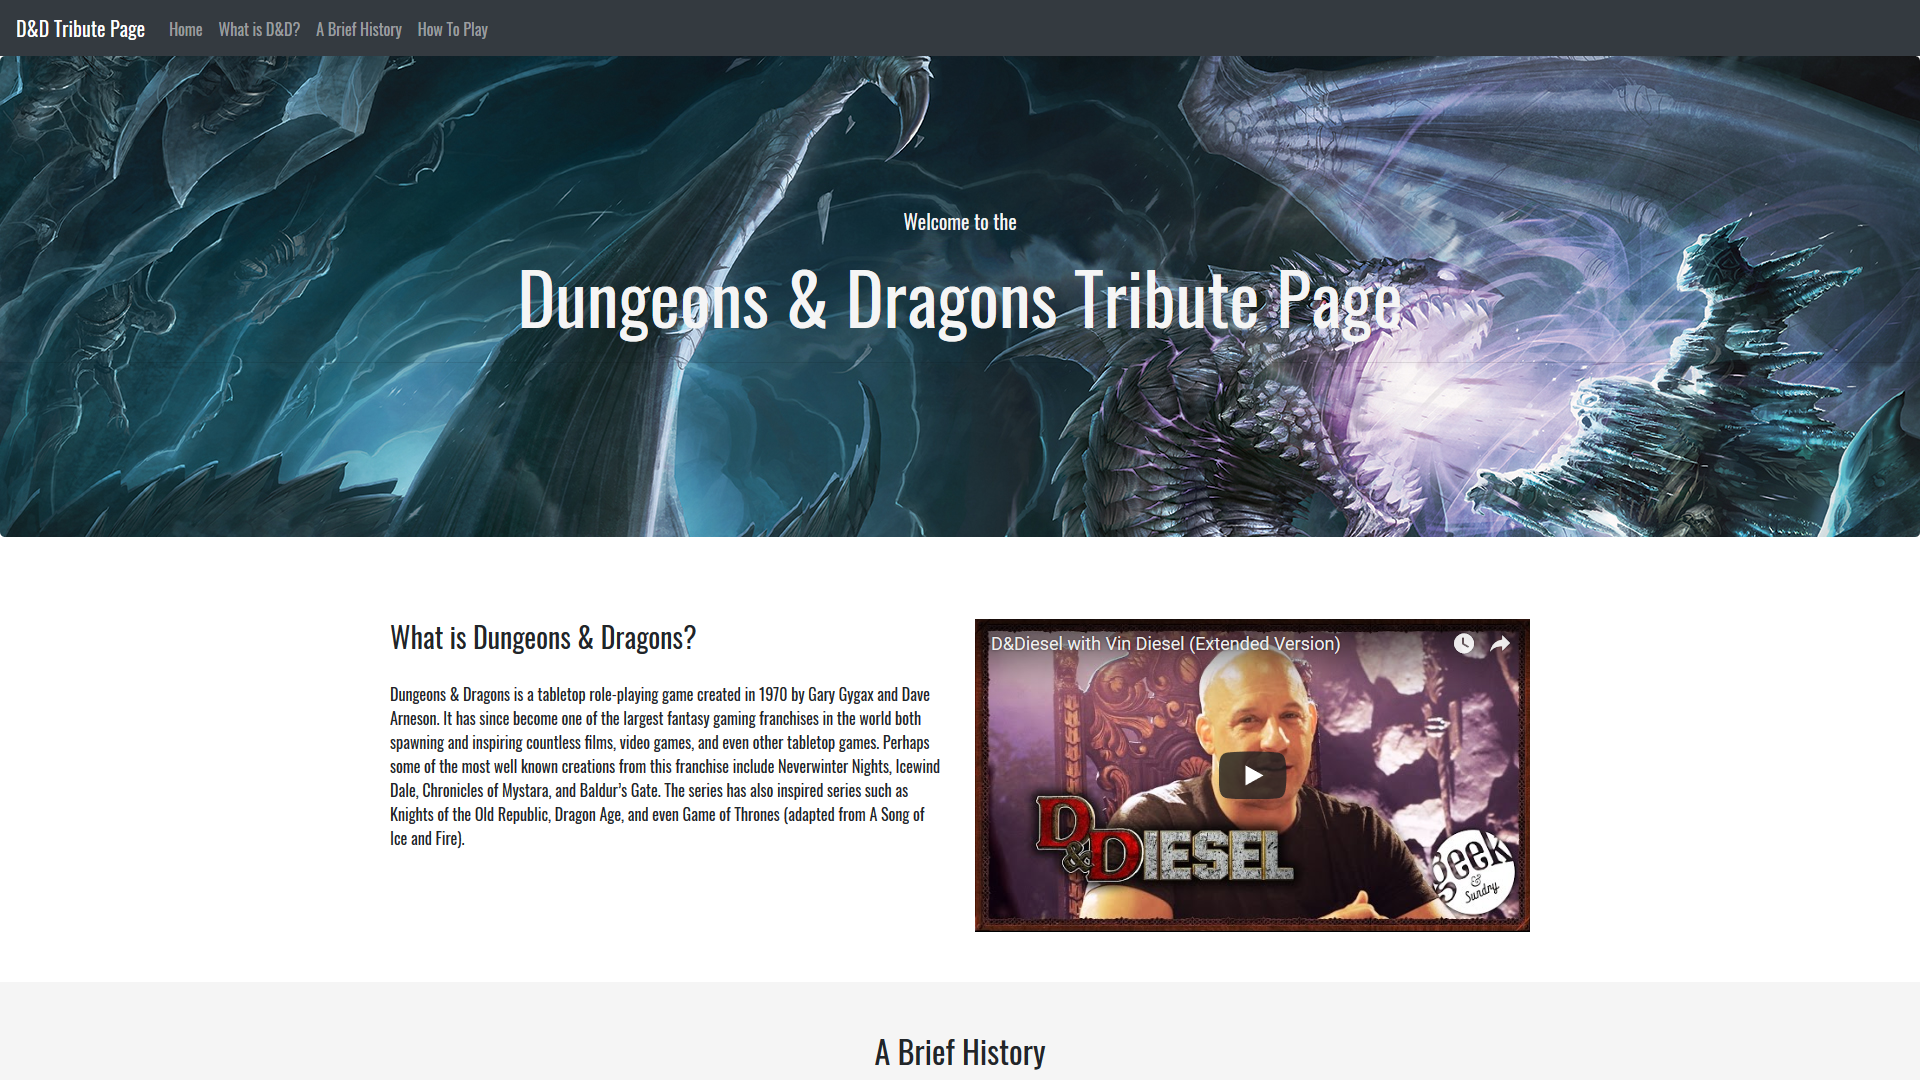 D&D Tribute Page Home What is D&D? A Brief History How To Play
Welcome to the
Dungeons & Dragons Tribute Page
What is Dungeons & Dragons?
Dungeons & Dragons is a tabletop role-playing game created in 1970 by Gary Gygax and Dave
Arneson. It has since become one of the largest fantasy gaming franchises in the world both
spawning and inspiring countless films, video games, and even other tabletop games. Perhaps
some of the most well known creations from this franchise include Neverwinter Nights, Icewind
Dale, Chronicles of Mystara, and Baldur’s Gate. The series has also inspired series such as
Knights of the Old Republic, Dragon Age, and even Game of Thrones (adapted from A Song of
Ice and Fire).
D&Diesel with Vin Diesel (Extended Version)
D&DIESEL
geek
&
Sundry
A Brief History